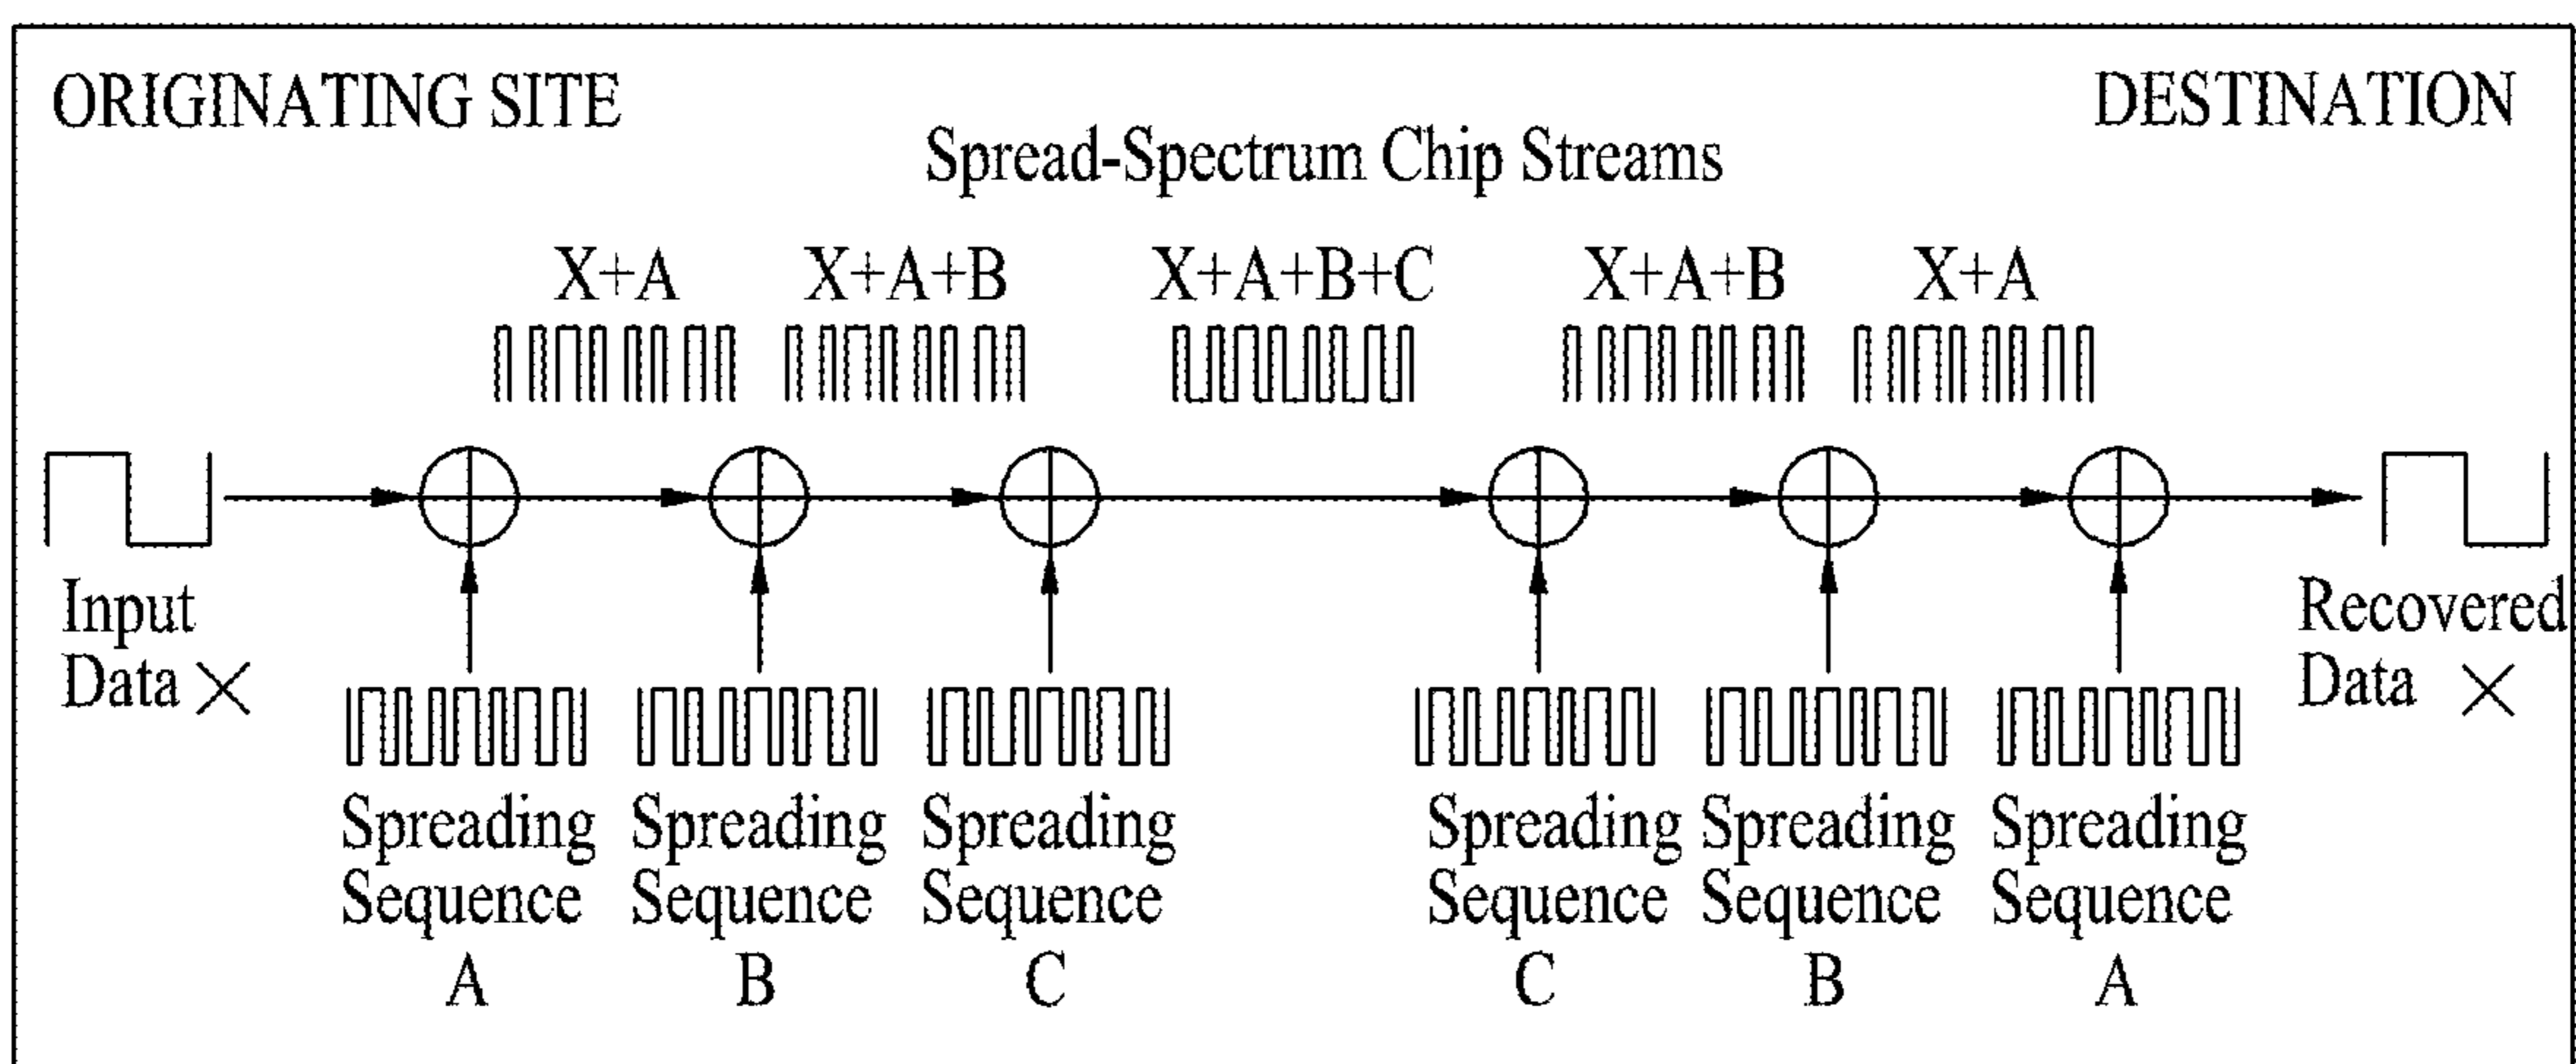 ORIGINATING SITE
DESTINATION
Spread-Spectrum Chip Streams
X+A
X+A+B
X+A+B+C
X+A+B
X+A
Input
Data X
Recovered
Data X
Spreading
Sequence
A
Spreading
Sequence
B
Spreading
Sequence
C
Spreading
Sequence
C
Spreading
Sequence
B
Spreading
Sequence
A